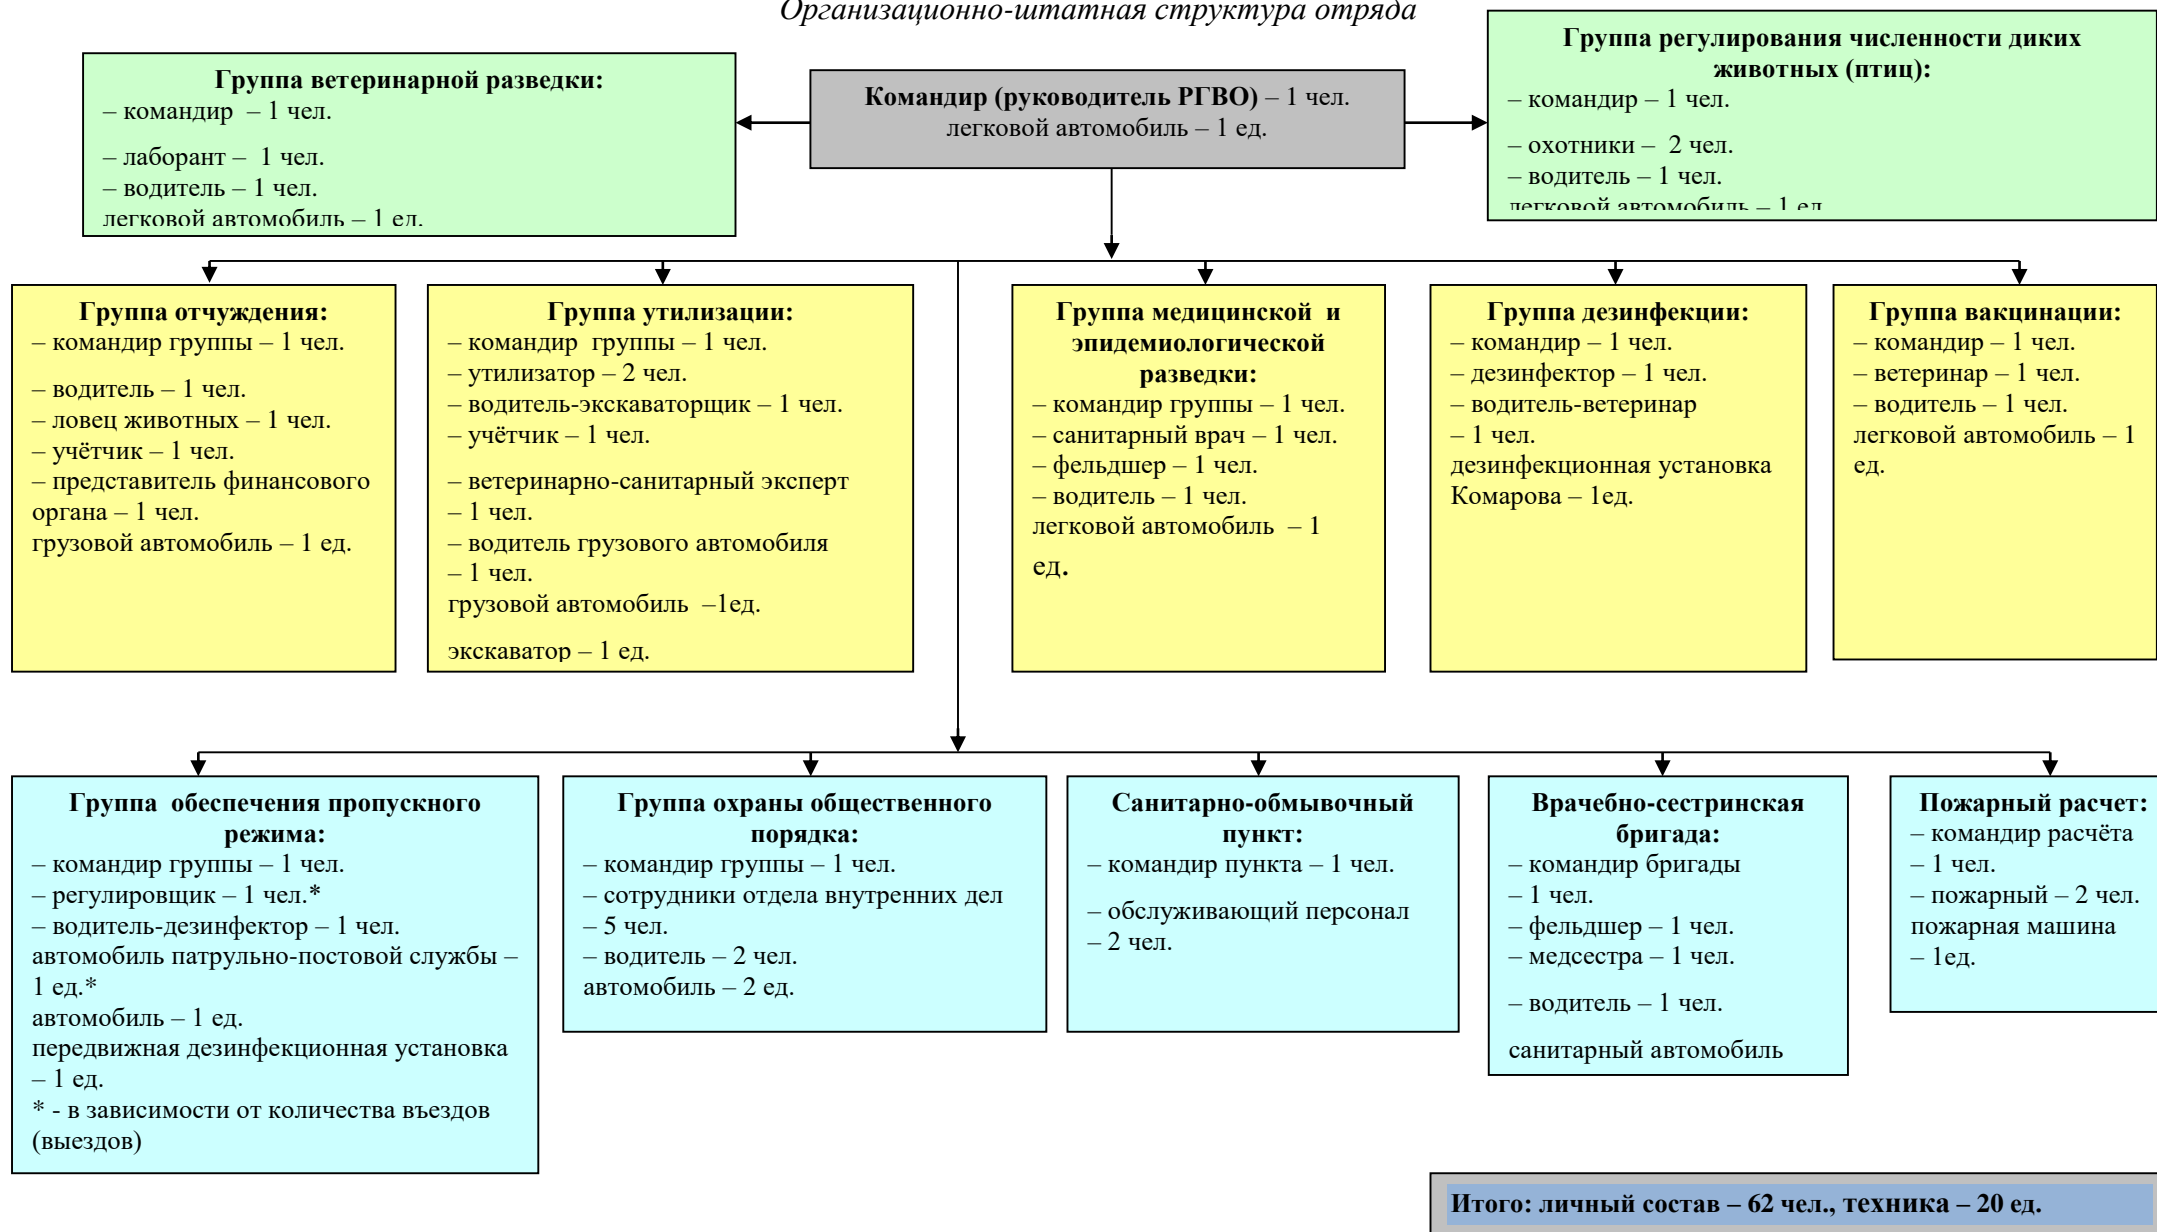 Организационно-штатная структура отряда
Группа ветеринарной разведки:
– командир – 1 чел.
– лаборант – 1 чел.
– водитель – 1 чел.
легковой автомобиль – 1 ед.
Командир (руководитель РГВО) – 1 чел.
легковой автомобиль – 1 ед.
Группа регулирования численности диких
животных (птиц):
– командир – 1 чел.
– охотники – 2 чел.
– водитель – 1 чел.
легковой автомобиль – 1 ед
Группа отчуждения:
– командир группы – 1 чел.
– водитель – 1 чел.
– ловец животных – 1 чел.
– учётчик – 1 чел.
– представитель финансового
органа – 1 чел.
грузовой автомобиль – 1 ед.
Группа утилизации:
– командир группы – 1 чел.
– утилизатор – 2 чел.
– водитель-экскаваторщик – 1 чел.
– учётчик – 1 чел.
– ветеринарно-санитарный эксперт
– 1 чел.
– водитель грузового автомобиля
– 1 чел.
грузовой автомобиль –1ед.
экскаватор – 1 ед.
Группа медицинской и
эпидемиологической
разведки:
– командир группы – 1 чел.
– санитарный врач – 1 чел.
– фельдшер – 1 чел.
– водитель – 1 чел.
легковой автомобиль – 1
ед.
Группа дезинфекции:
– командир – 1 чел.
– дезинфектор – 1 чел.
– водитель-ветеринар
– 1 чел.
дезинфекционная установка
Комарова – 1ед.
Группа вакцинации:
– командир – 1 чел.
– ветеринар – 1 чел.
– водитель – 1 чел.
легковой автомобиль – 1
ед.
Группа обеспечения пропускного
режима:
– командир группы – 1 чел.
– регулировщик – 1 чел.*
– водитель-дезинфектор – 1 чел.
автомобиль патрульно-постовой службы –
1 ед.*
автомобиль – 1 ед.
передвижная дезинфекционная установка
– 1 ед.
* - в зависимости от количества въездов
(выездов)
Группа охраны общественного
порядка:
– командир группы – 1 чел.
– сотрудники отдела внутренних дел
– 5 чел.
– водитель – 2 чел.
автомобиль – 2 ед.
Санитарно-обмывочный
пункт:
– командир пункта – 1 чел.
– обслуживающий персонал
– 2 чел.
Врачебно-сестринская
бригада:
– командир бригады
– 1 чел.
– фельдшер – 1 чел.
– медсестра – 1 чел.
– водитель – 1 чел.
санитарный автомобиль
Пожарный расчет:
– командир расчёта
– 1 чел.
– пожарный – 2 чел.
пожарная машина
– 1ед.
Итого: личный состав – 62 чел., техника – 20 ед.